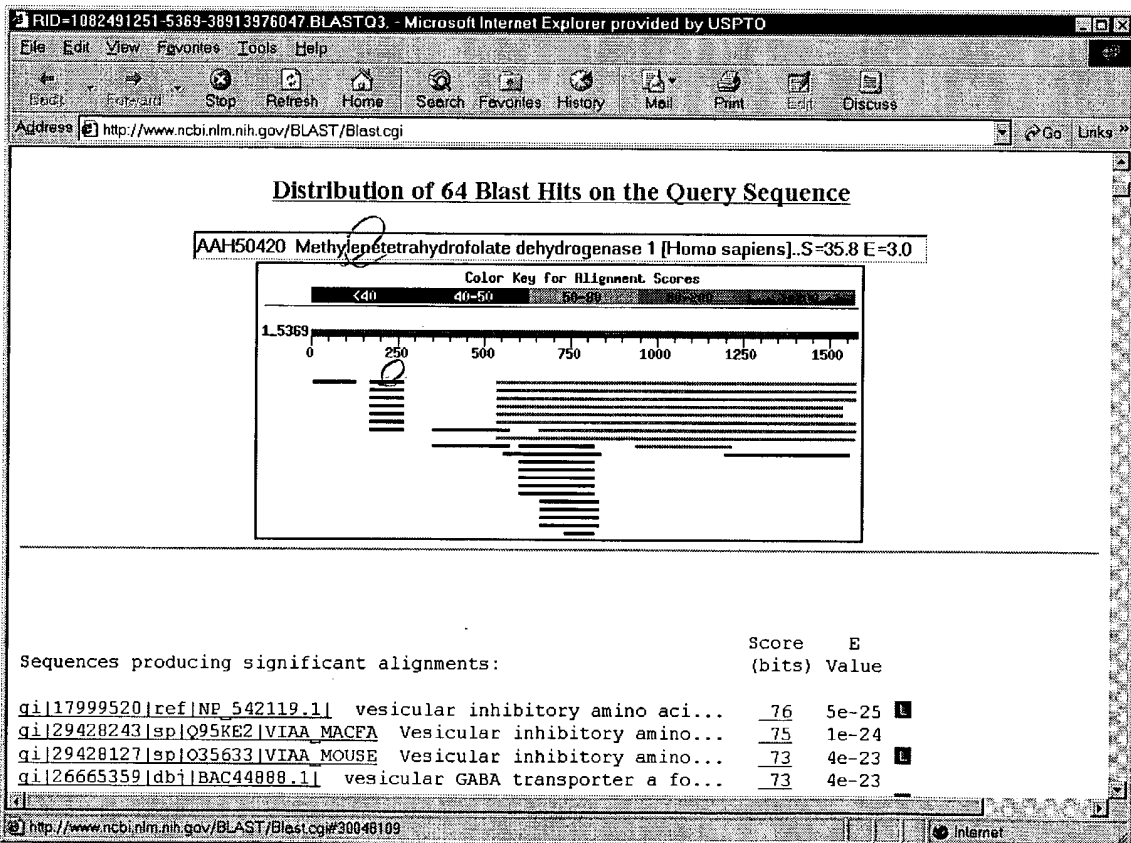 RID=1082491251-5369-38913976047.BLASTQ3. - Microsoft Internet Explorer provided by USPTO
File Edit View Favorites Tools Help
Back Forward Stop Refresh Home Search Favorites History Mail Print Edit Discuss
Address http://www.ncbi.nlm.nih.gov/BLAST/Blast.cgi Go Links »
Distribution of 64 Blast Hits on the Query Sequence
AAH50420 Methylenetetrahydrofolate dehydrogenase 1 [Homo sapiens]..S=35.8 E=3.0
Color Key for Alignment Scores
<40 40-50 50-80 80-200
1_5369
0 250 500 750 1000 1250 1500
Score E
Sequences producing significant alignments: (bits) Value
gi|17999520|ref|NP_542119.1| vesicular inhibitory amino aci... 76 5e-25 L
gi|29428243|sp|Q95KE2|VIAA_MACFA Vesicular inhibitory amino... 75 1e-24
gi|29428127|sp|O35633|VIAA_MOUSE Vesicular inhibitory amino... 73 4e-23 L
gi|26665359|dbj|BAC44888.1| vesicular GABA transporter a fo... 73 4e-23
http://www.ncbi.nlm.nih.gov/BLAST/Blast.cgi#30048109 Internet